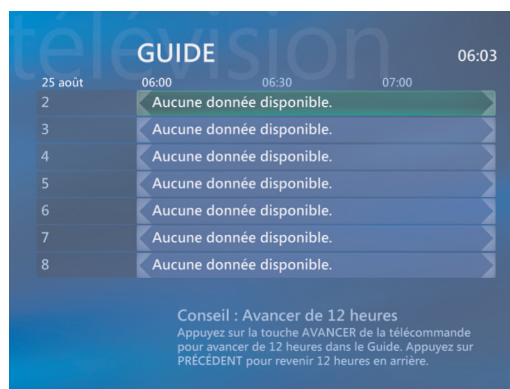 télévision
GUIDE 06:03
25 août 06:00 06:30 07:00
2 Aucune donnée disponible.
3 Aucune donnée disponible.
4 Aucune donnée disponible.
5 Aucune donnée disponible.
6 Aucune donnée disponible.
7 Aucune donnée disponible.
8 Aucune donnée disponible.
Conseil : Avancer de 12 heures
Appuyez sur la touche AVANCER de la télécommande
pour avancer de 12 heures dans le Guide. Appuyez sur
PRÉCÉDENT pour revenir 12 heures en arrière.